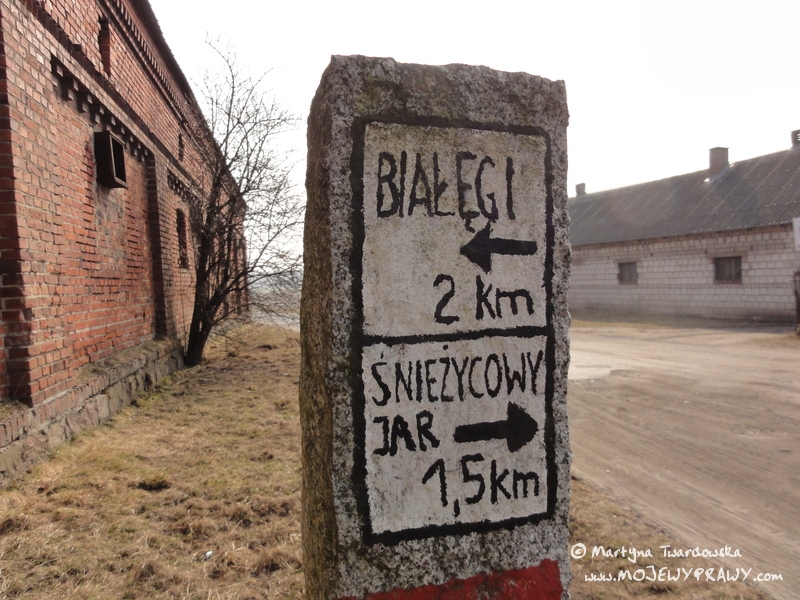 BIAŁĘGI
2 km
ŚNIEŻYCOWY
JAR
1,5 km
© Martyna Twardowska
www.MOJEWYPRAWY.com